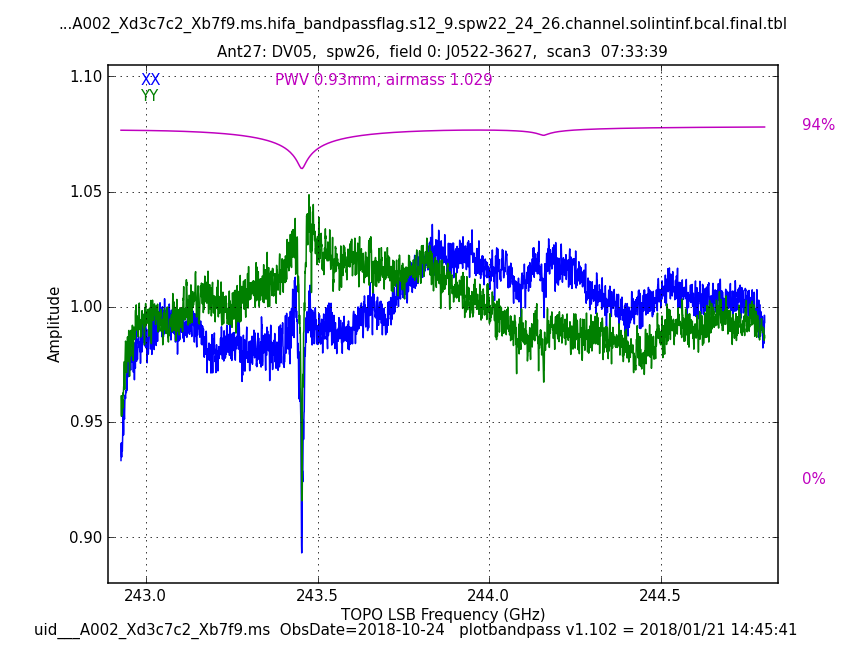 ...A002_Xd3c7c2_Xb7f9.ms.hifa_bandpassflag.s12_9.spw22_24_26.channel.solintinf.bcal.final.tbl
Ant27: DV05,  spw26,  field 0: J0522-3627,  scan3  07:33:39
XX
YY
PWV 0.93mm, airmass 1.029
1.10
1.05
1.00
0.95
0.90
Amplitude
94%
0%
243.0
243.5
244.0
244.5
TOPO LSB Frequency (GHz)
uid___A002_Xd3c7c2_Xb7f9.ms  ObsDate=2018-10-24   plotbandpass v1.102 = 2018/01/21 14:45:41